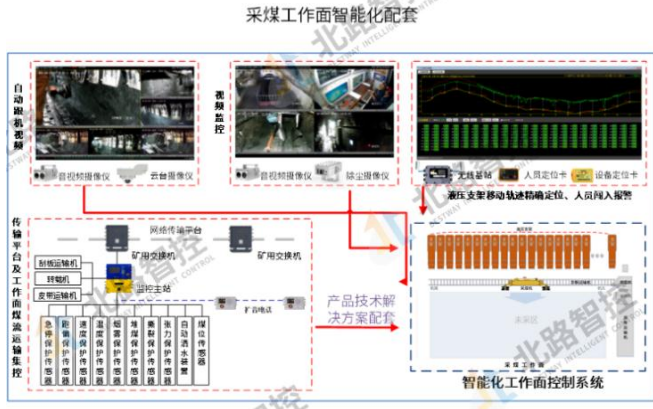 采煤工作面智能化配套
自动跟机视频
音视频摄像仪
云台摄像仪
视频监控
音视频摄像仪
除尘摄像仪
无线基站
人员定位卡
设备定位卡
液压支架移动轨迹精确定位、人员闯入报警
传输平台及工作面煤流运输集控
网络传输平台
矿用交换机
矿用交换机
刮板运输机
转载机
皮带运输机
监控主站
扩音电话
急停保护传感器
跑偏保护传感器
速度保护传感器
温度保护传感器
烟雾保护传感器
堆煤保护传感器
撕裂保护传感器
张力保护传感器
自动洒水装置
煤位传感器
产品技术解
决方案配套
未采区
采煤工作面
智能化工作面控制系统
北路智控